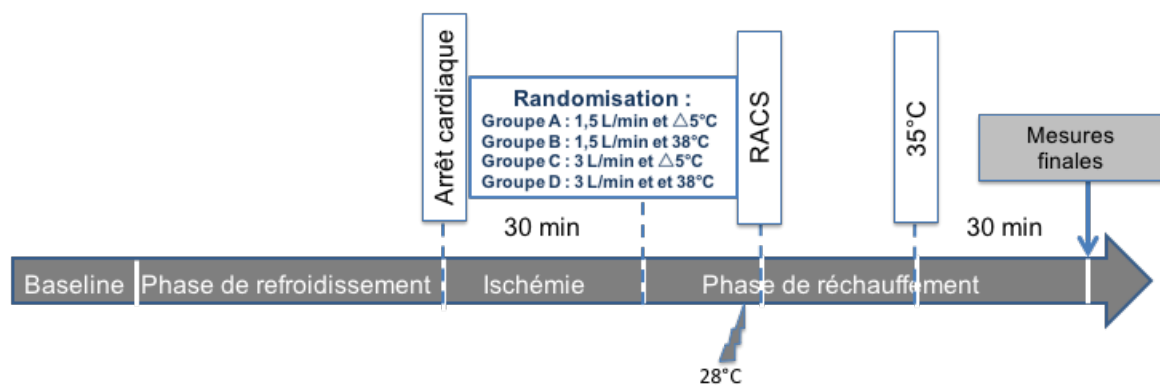 Arrêt cardiaque
Randomisation :
Groupe A : 1,5 L/min et △5°C
Groupe B : 1,5 L/min et 38°C
Groupe C : 3 L/min et △5°C
Groupe D : 3 L/min et et 38°C
RACS
35°C
Mesures
finales
30 min
30 min
Baseline
Phase de refroidissement
Ischémie
Phase de réchauffement
28°C